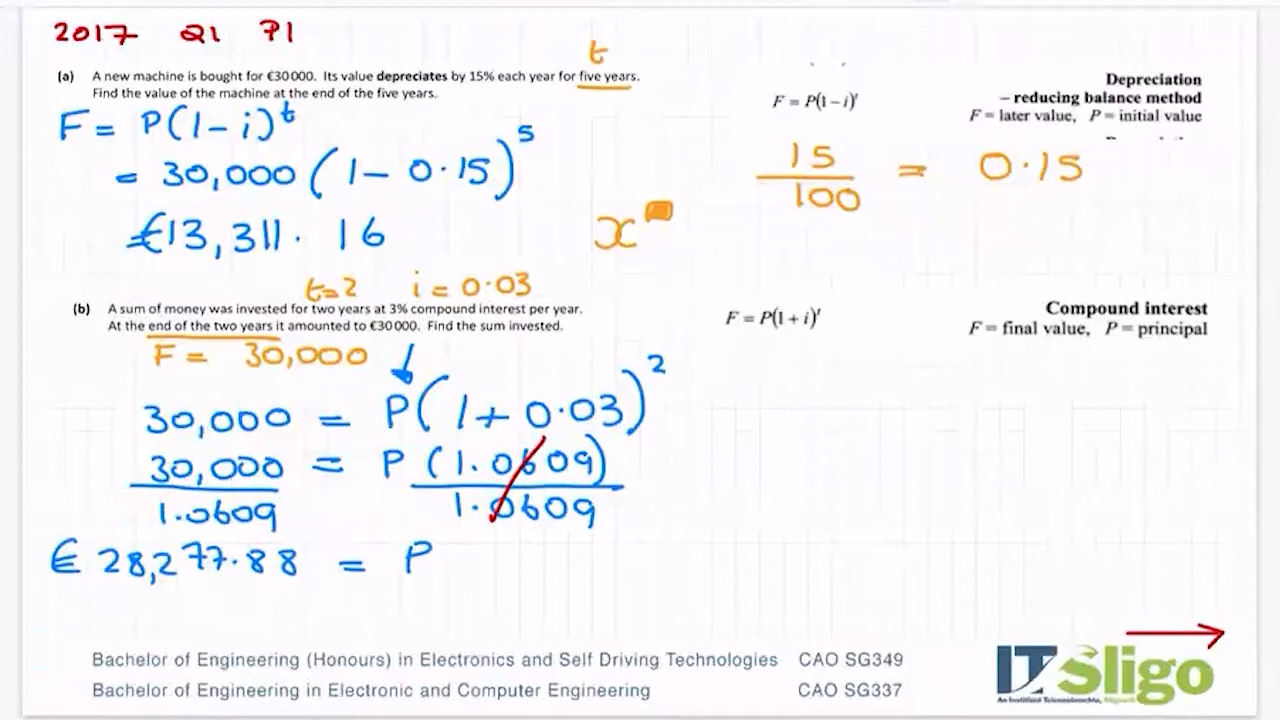 2017 Q1 P1
t
(a) A new machine is bought for €30 000. Its value depreciates by 15% each year for five years.
Find the value of the machine at the end of the five years.
F = P(1 − i)^t
= 30,000 (1 − 0.15)^5
= €13,311.16
F = P(1 − i)^t
Depreciation
– reducing balance method
F = later value, P = initial value
15/100 = 0.15
x
t=2 i = 0.03
(b) A sum of money was invested for two years at 3% compound interest per year.
At the end of the two years it amounted to €30 000. Find the sum invested.
F = 30,000
30,000 = P(1 + 0.03)^2
30,000 = P (1.0609)
1.0609 1.0609
€28,277.88 = P
F = P(1 + i)^t
Compound interest
F = final value, P = principal
Bachelor of Engineering (Honours) in Electronics and Self Driving Technologies CAO SG349
Bachelor of Engineering in Electronic and Computer Engineering CAO SG337
IT Sligo